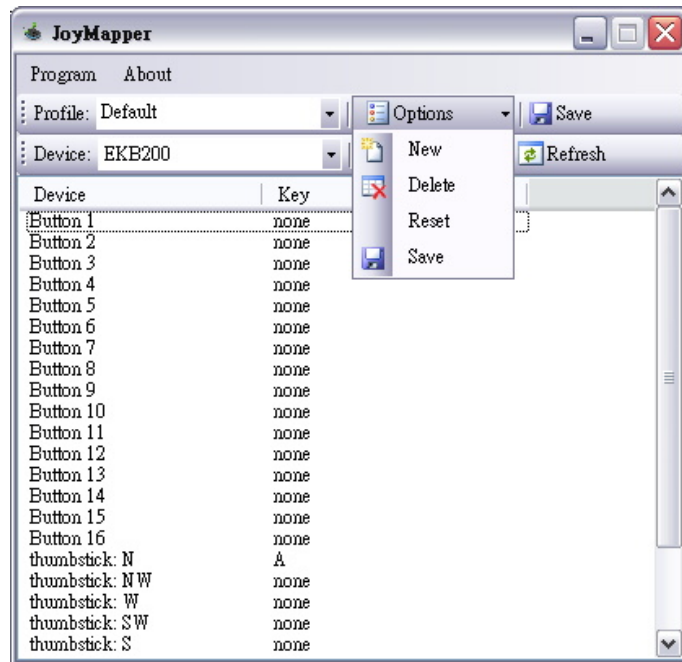 JoyMapper
Program About
Profile: Default Options Save
Device: EKB200 Refresh
New
Delete
Reset
Save
Device Key
Button 1 none
Button 2 none
Button 3 none
Button 4 none
Button 5 none
Button 6 none
Button 7 none
Button 8 none
Button 9 none
Button 10 none
Button 11 none
Button 12 none
Button 13 none
Button 14 none
Button 15 none
Button 16 none
thumbstick: N A
thumbstick: NW none
thumbstick: W none
thumbstick: SW none
thumbstick: S none